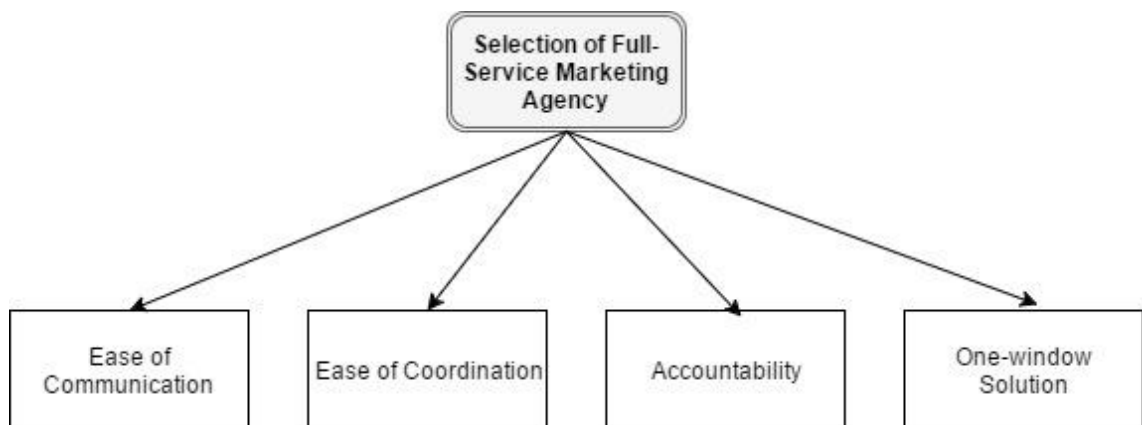 Selection of Full-
Service Marketing
Agency
Ease of
Communication
Ease of Coordination
Accountability
One-window
Solution